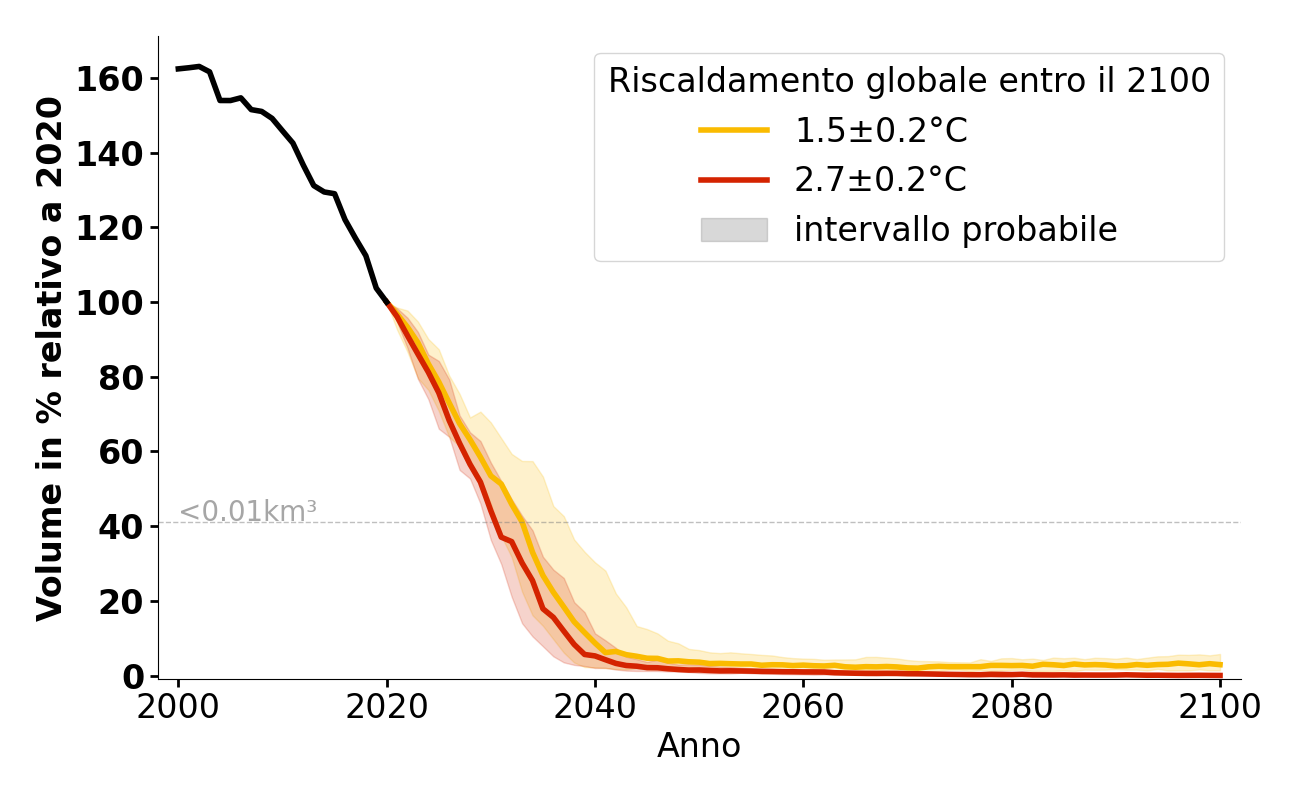 Volume in % relativo a 2020
160
140
120
100
80
60
40
20
0
<0.01km³
Riscaldamento globale entro il 2100
1.5±0.2°C
2.7±0.2°C
intervallo probabile
2000 2020 2040 2060 2080 2100
Anno